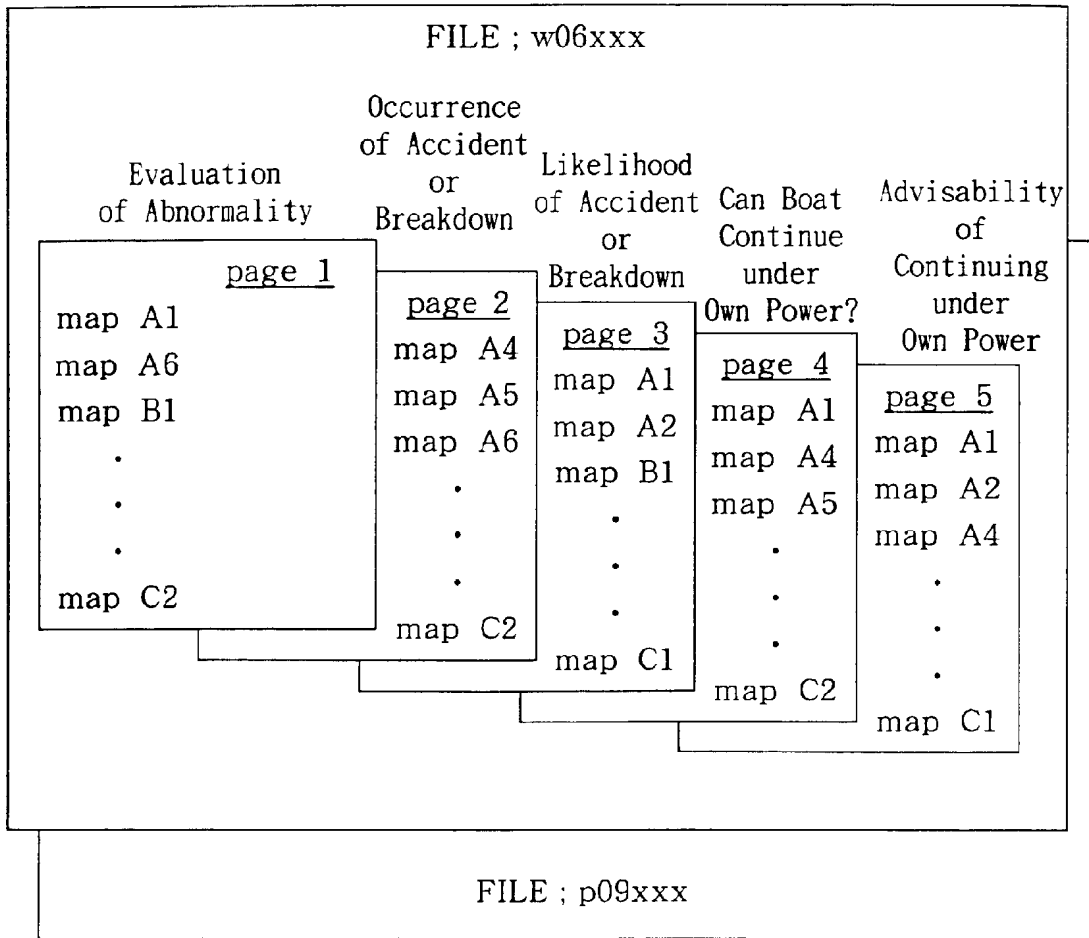 FILE ; w06xxx
Evaluation
of Abnormality
page 1
map A1
map A6
map B1
.
.
.
map C2
Occurrence
of Accident
or
Breakdown
page 2
map A4
map A5
map A6
.
.
.
map C2
Likelihood
of Accident
or
Breakdown
page 3
map A1
map A2
map B1
.
.
.
map C1
Can Boat
Continue
under
Own Power?
page 4
map A1
map A4
map A5
.
.
.
map C2
Advisability
of
Continuing
under
Own Power
page 5
map A1
map A2
map A4
.
.
.
map C1
FILE ; p09xxx